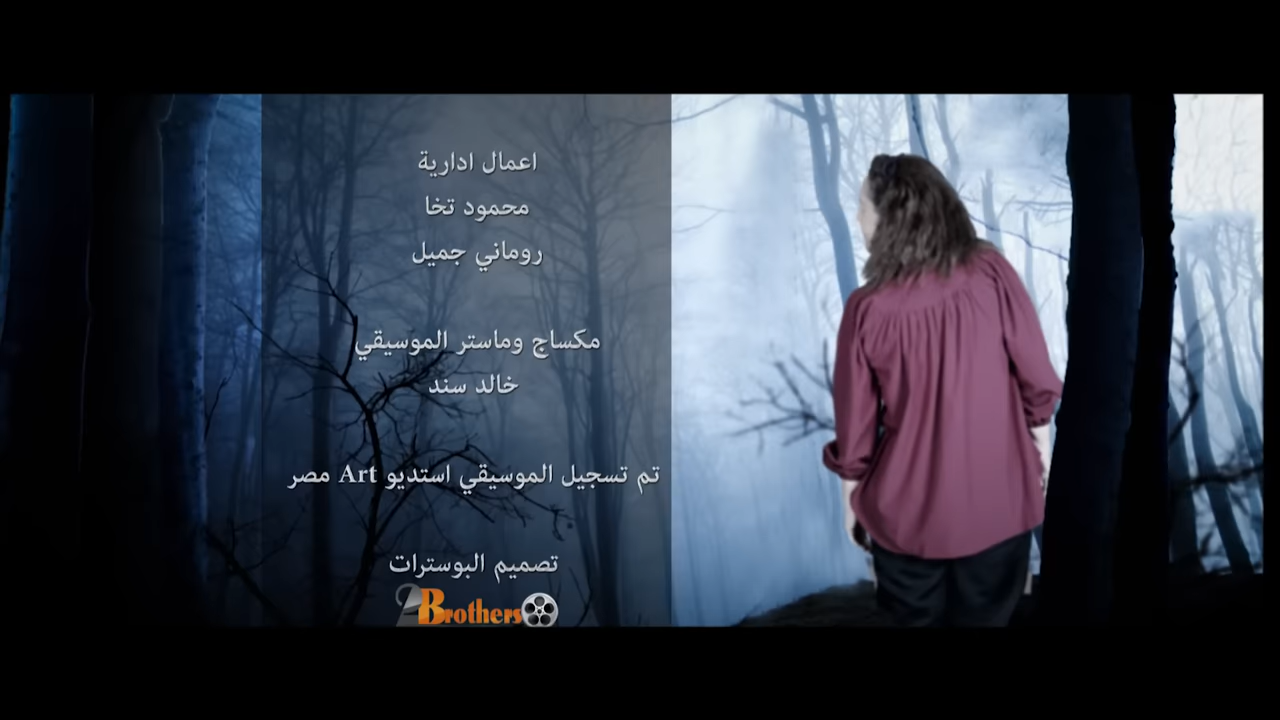 اعمال ادارية
محمود تخا
روماني جميل
مكساج وماستر الموسيقي
خالد سند
تم تسجيل الموسيقي استديو Art مصر
تصميم البوسترات
2Brothers